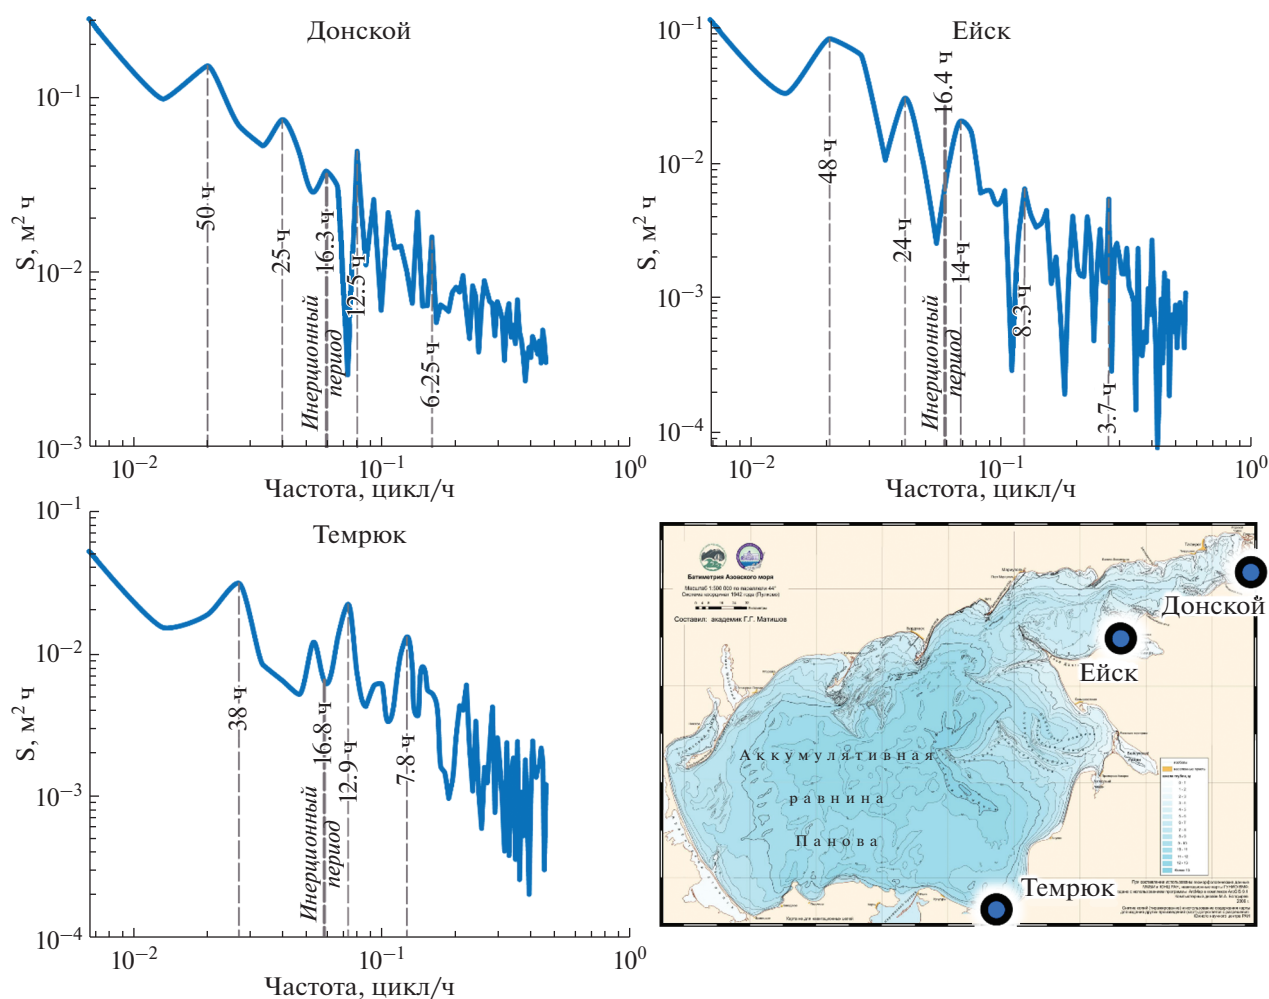 Донской
S, м² ч
10⁻¹
10⁻²
10⁻³
50 ч
25 ч
16.3 ч
12.5 ч
6.25 ч
Инерционный
период
10⁻² 10⁻¹ 10⁰
Частота, цикл/ч
Ейск
S, м² ч
10⁻¹
10⁻²
10⁻³
10⁻⁴
48 ч
24 ч
16.4 ч
14 ч
8.3 ч
3.7 ч
Инерционный
период
10⁻² 10⁻¹ 10⁰
Частота, цикл/ч
Темрюк
S, м² ч
10⁻¹
10⁻²
10⁻³
10⁻⁴
38 ч
16.8 ч
12.9 ч
7.8 ч
Инерционный
период
10⁻² 10⁻¹ 10⁰
Частота, цикл/ч
Батиметрия Азовского моря
Составил: академик Г.Г. Матишов
Донской
Ейск
Аккумулятивная
равнина
Панова
Темрюк